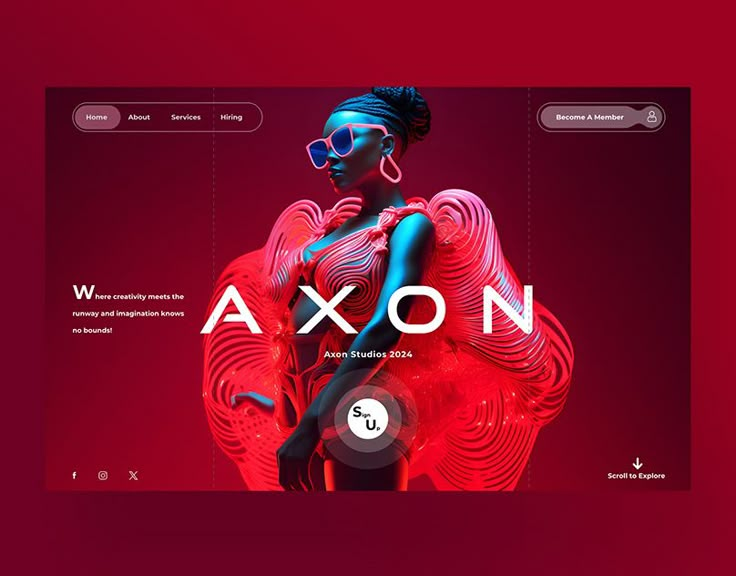 Home About Services Hiring
Become A Member
Where creativity meets the
runway and imagination knows
no bounds!
AXON
Axon Studios 2024
Sign
Up
f
Scroll to Explore